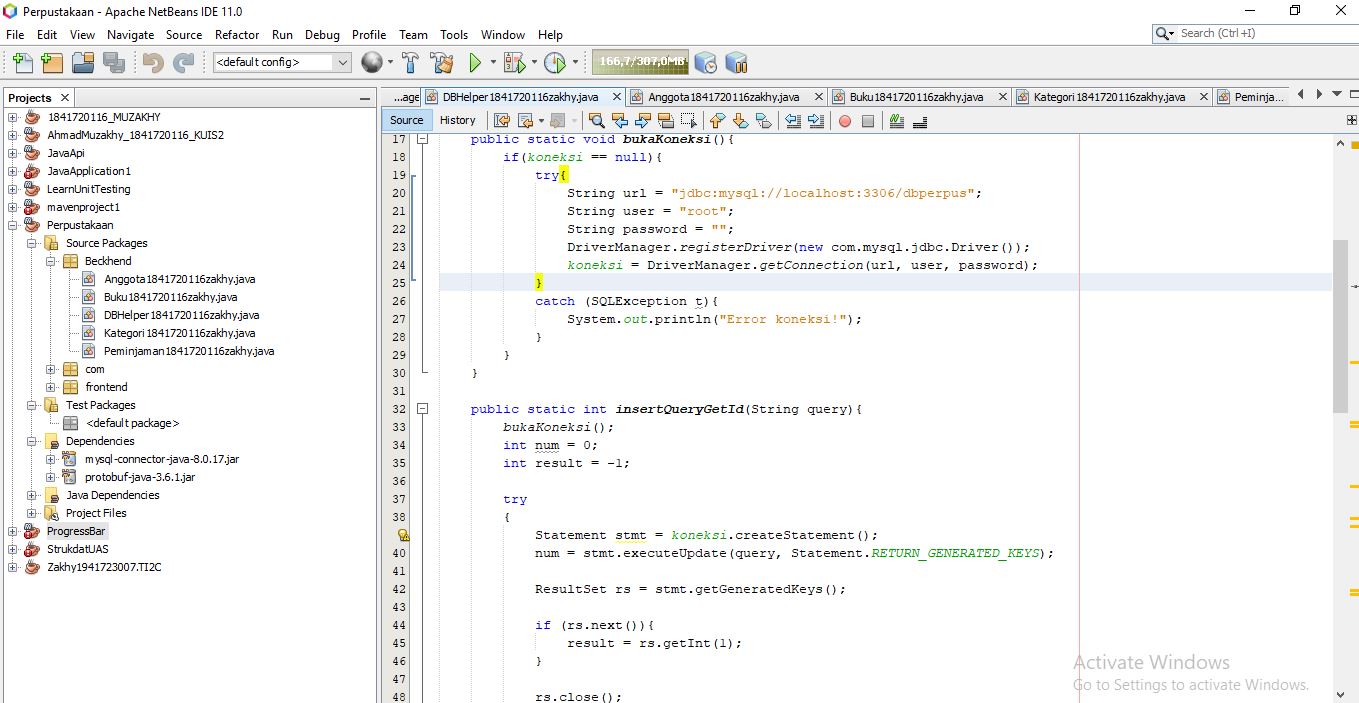 Perpustakaan - Apache NetBeans IDE 11.0
File Edit View Navigate Source Refactor Run Debug Profile Team Tools Window Help
Search (Ctrl+I)
<default config>
166,7/307,0MB
Projects
...age DBHelper1841720116zakhy.java Anggota1841720116zakhy.java Buku1841720116zakhy.java Kategori1841720116zakhy.java Peminja...
Source History
1841720116_MUZAKHY
AhmadMuzakhy_1841720116_KUIS2
JavaApi
JavaApplication1
LearnUnitTesting
mavenproject1
Perpustakaan
Source Packages
Beckhend
Anggota1841720116zakhy.java
Buku1841720116zakhy.java
DBHelper1841720116zakhy.java
Kategori1841720116zakhy.java
Peminjaman1841720116zakhy.java
com
frontend
Test Packages
<default package>
Dependencies
mysql-connector-java-8.0.17.jar
protobuf-java-3.6.1.jar
Java Dependencies
Project Files
ProgressBar
StrukdatUAS
Zakhy1941723007.TI2C
17 public static void bukaKoneksi(){
18 if(koneksi == null){
19 try{
20 String url = "jdbc:mysql://localhost:3306/dbperpus";
21 String user = "root";
22 String password = "";
23 DriverManager.registerDriver(new com.mysql.jdbc.Driver());
24 koneksi = DriverManager.getConnection(url, user, password);
25 }
26 catch (SQLException t){
27 System.out.println("Error koneksi!");
28 }
29 }
30 }
31
32 public static int insertQueryGetId(String query){
33 bukaKoneksi();
34 int num = 0;
35 int result = -1;
36
37 try
38 {
Statement stmt = koneksi.createStatement();
40 num = stmt.executeUpdate(query, Statement.RETURN_GENERATED_KEYS);
41
42 ResultSet rs = stmt.getGeneratedKeys();
43
44 if (rs.next()){
45 result = rs.getInt(1);
46 }
47
48 rs.close();
Activate Windows
Go to Settings to activate Windows.